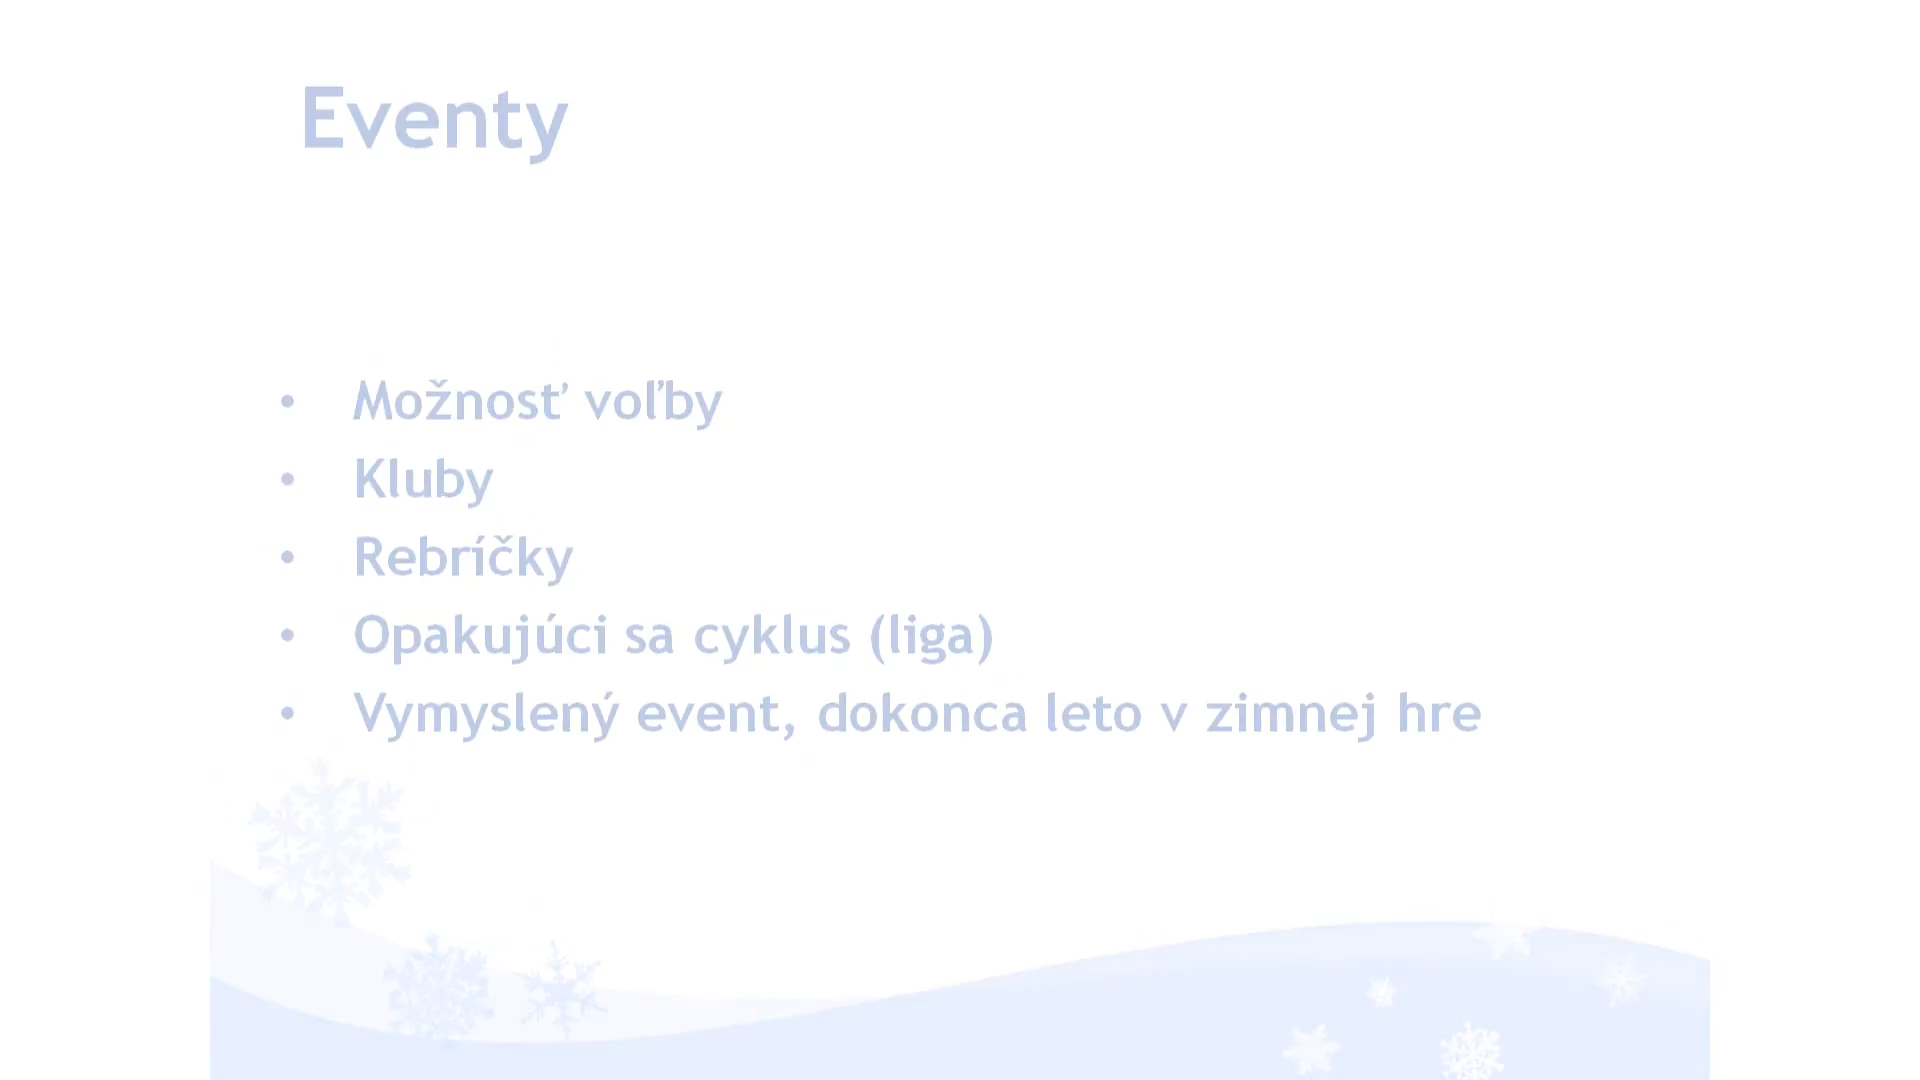 Eventy
• Možnosť voľby
• Kluby
• Rebríčky
• Opakujúci sa cyklus (liga)
• Vymyslený event, dokonca leto v zimnej hre